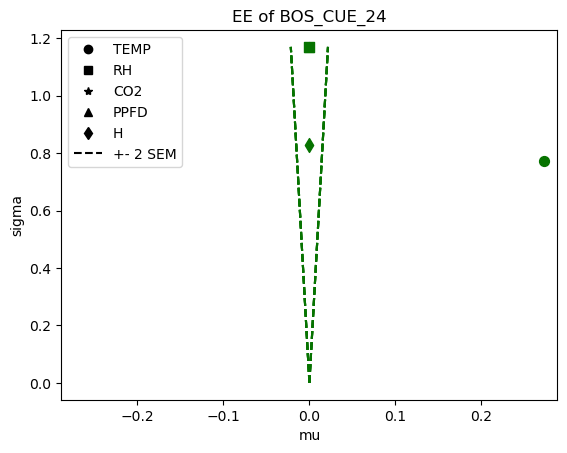 EE of BOS_CUE_24
TEMP
RH
CO2
PPFD
H
+- 2 SEM
1.2
1.0
0.8
0.6
0.4
0.2
0.0
sigma
−0.2
−0.1
0.0
0.1
0.2
mu